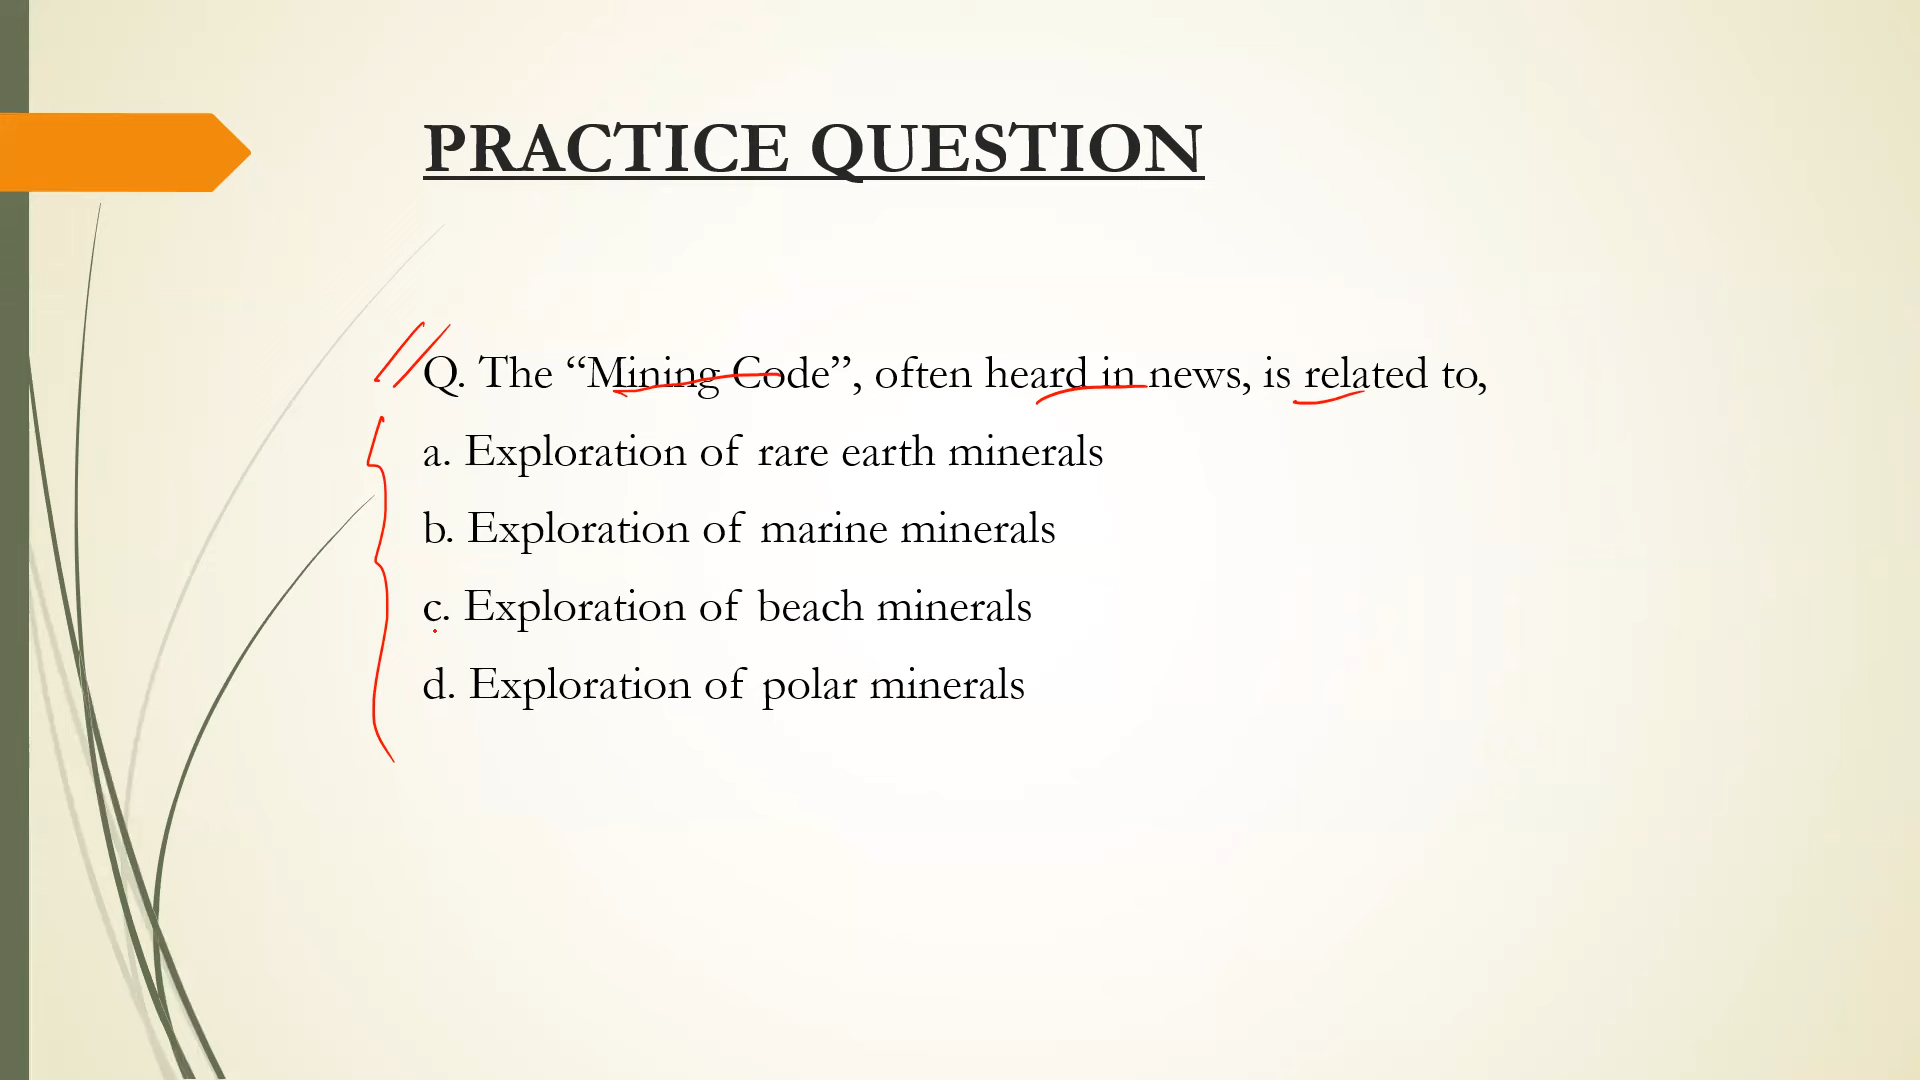 PRACTICE QUESTION
Q. The “Mining Code”, often heard in news, is related to,
a. Exploration of rare earth minerals
b. Exploration of marine minerals
c. Exploration of beach minerals
d. Exploration of polar minerals